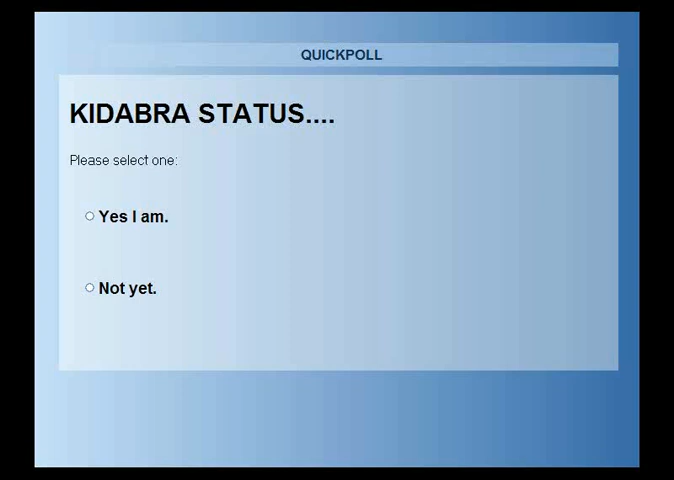 QUICKPOLL
KIDABRA STATUS....
Please select one:
Yes I am.
Not yet.